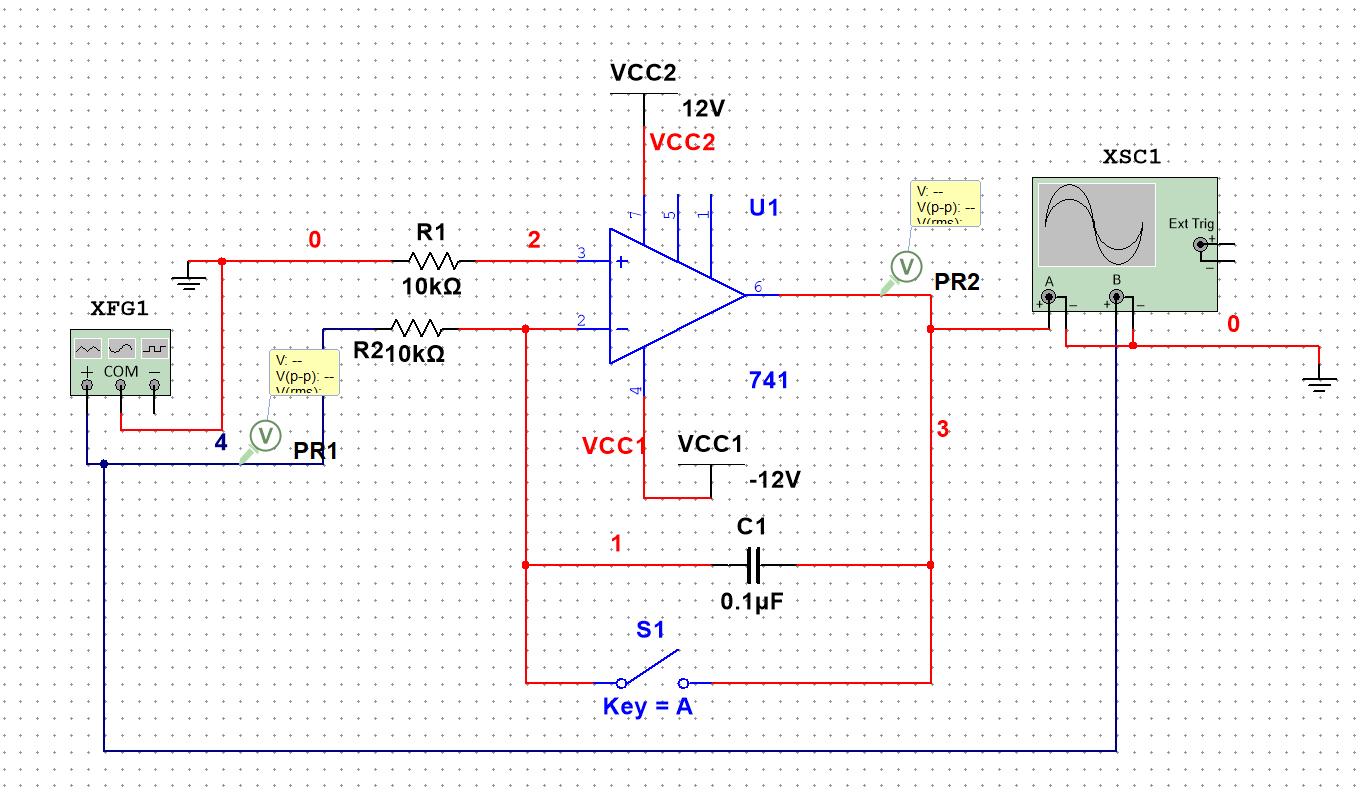 VCC2
12V
VCC2
XSC1
7
5
1
U1
V: --
V(p-p): --
V(rms):
Ext Trig
+
−
V
PR2
A
B
+
−
+
−
0
0
R1
10kΩ
2
3
+
6
XFG1
+
COM
−
R2
10kΩ
2
−
V: --
V(p-p): --
V(rms):
4
741
4
V
PR1
VCC1
VCC1
-12V
3
1
C1
0.1µF
S1
Key = A